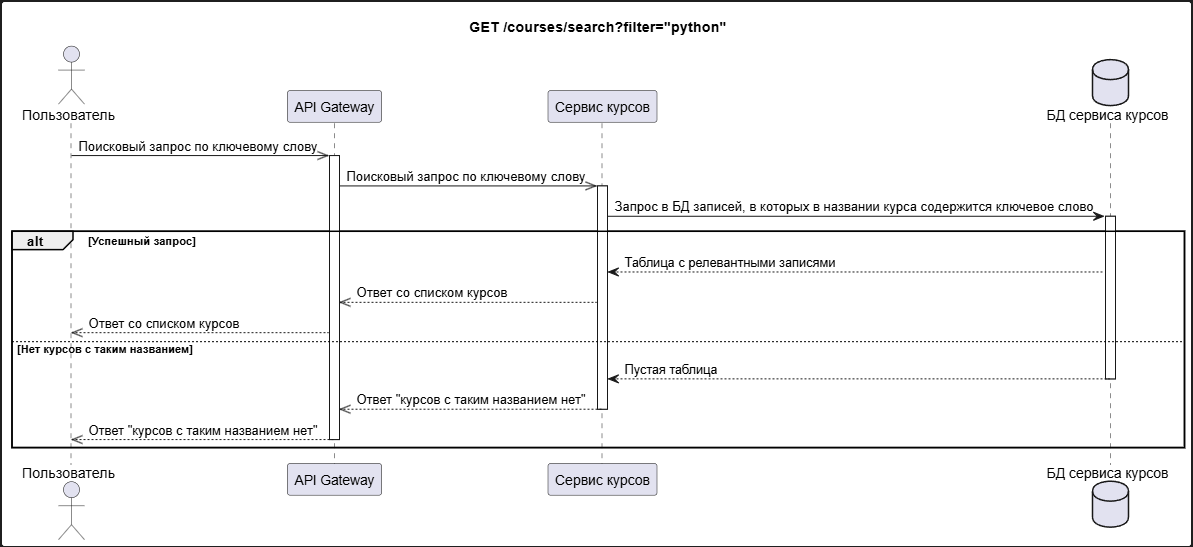 GET /courses/search?filter="python"
Пользователь
API Gateway
Сервис курсов
БД сервиса курсов
Поисковый запрос по ключевому слову
Поисковый запрос по ключевому слову
Запрос в БД записей, в которых в названии курса содержится ключевое слово
alt
[Успешный запрос]
Таблица с релевантными записями
Ответ со списком курсов
Ответ со списком курсов
[Нет курсов с таким названием]
Пустая таблица
Ответ "курсов с таким названием нет"
Ответ "курсов с таким названием нет"
Пользователь
API Gateway
Сервис курсов
БД сервиса курсов